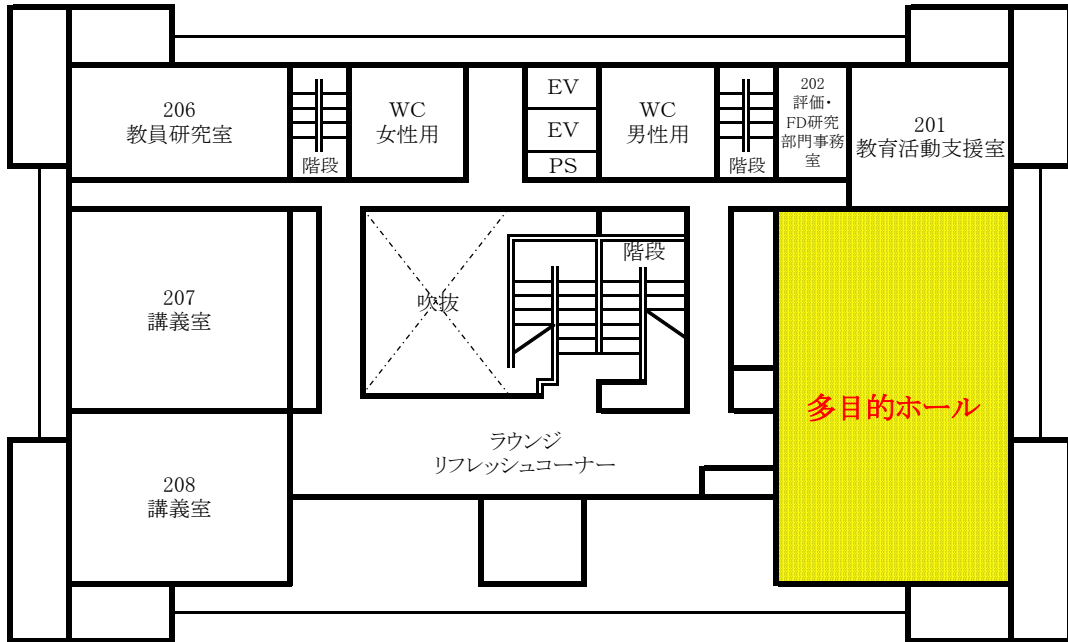 206
教員研究室
階段
WC
女性用
EV
EV
PS
WC
男性用
階段
202
評価・
FD研究
部門事務
室
201
教育活動支援室
207
講義室
吹抜
階段
多目的ホール
ラウンジ
リフレッシュコーナー
208
講義室